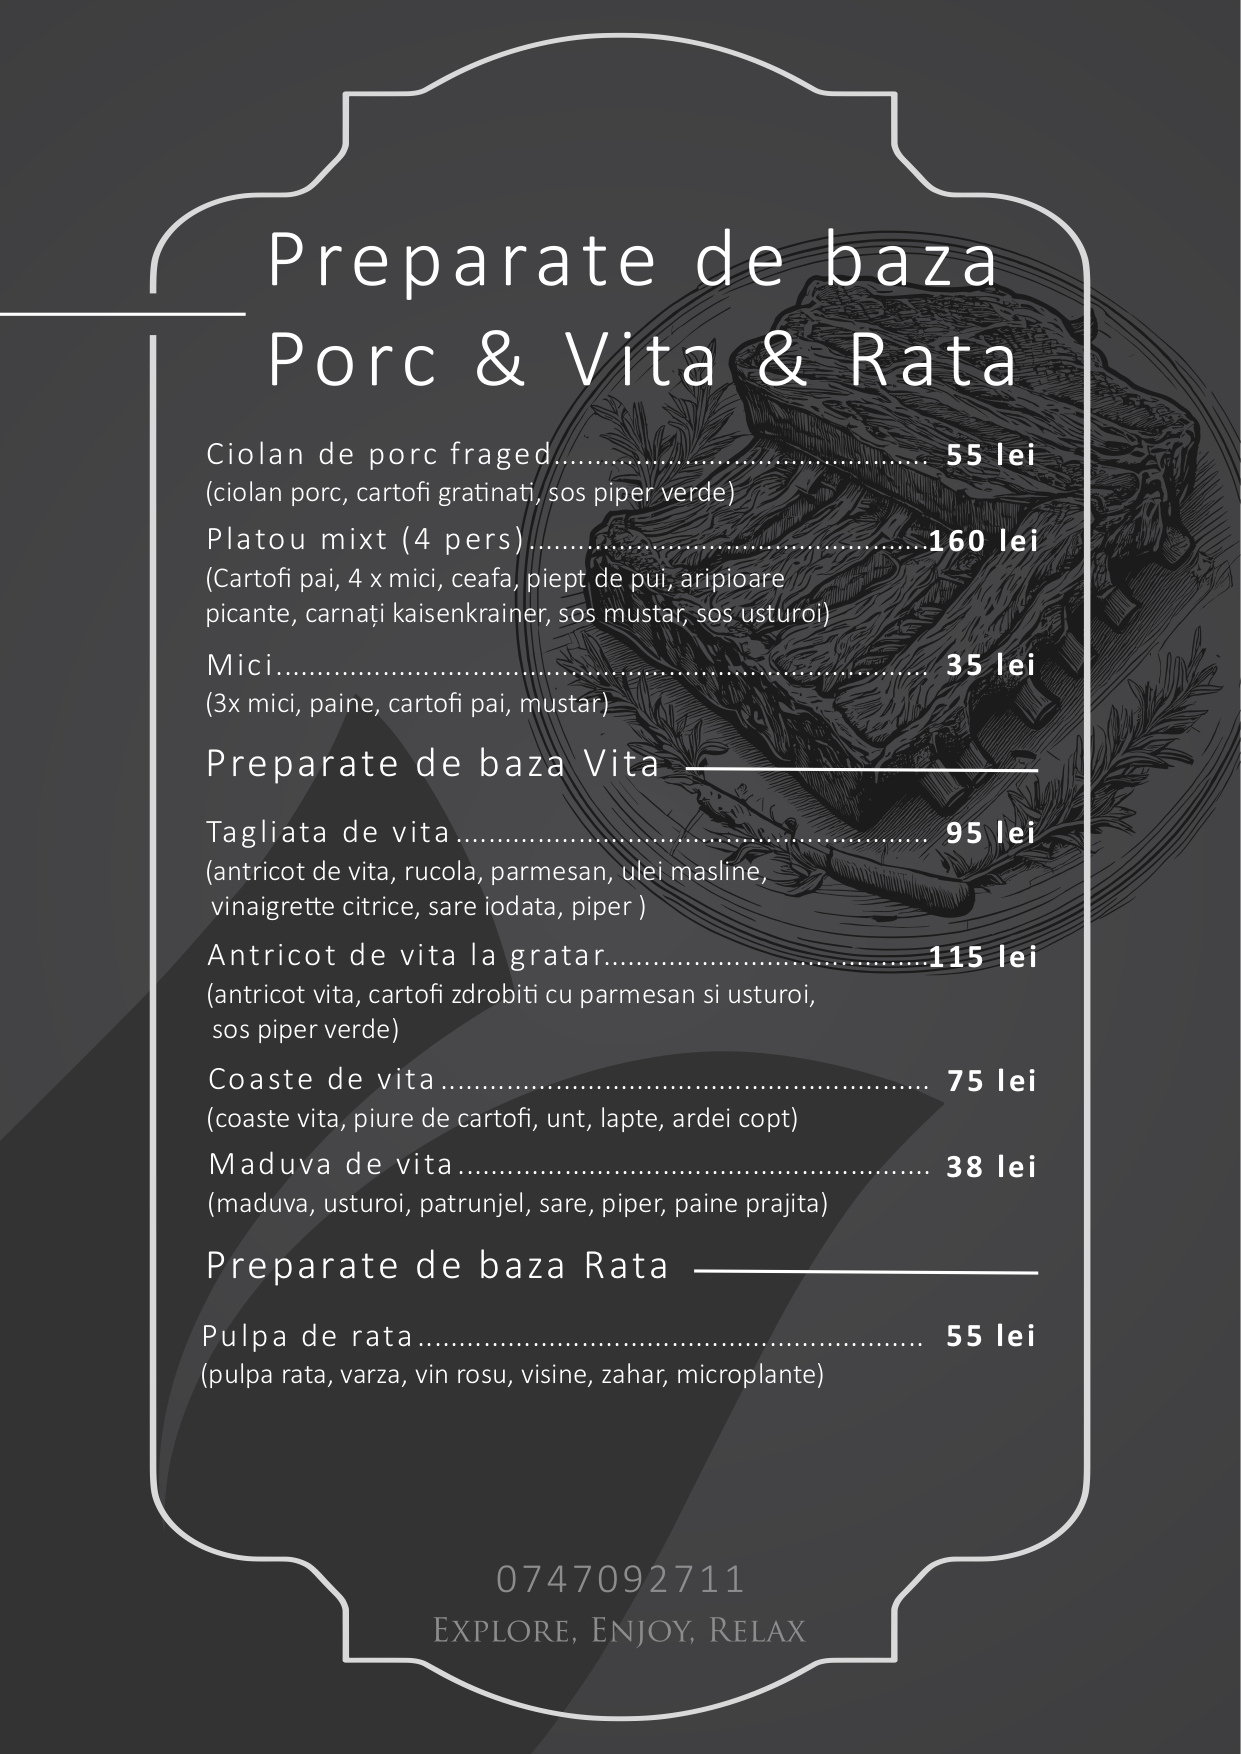 Preparate de baza
Porc & Vita & Rata
Ciolan de porc fraged.............................................. 55 lei
(ciolan porc, cartofi gratinati, sos piper verde)
Platou mixt (4 pers).................................................160 lei
(Cartofi pai, 4 x mici, ceafa, piept de pui, aripioare
picante, carnați kaisenkrainer, sos mustar, sos usturoi)
Mici................................................................................ 35 lei
(3x mici, paine, cartofi pai, mustar)
Preparate de baza Vita
Tagliata de vita.......................................................... 95 lei
(antricot de vita, rucola, parmesan, ulei masline,
vinaigrette citrice, sare iodata, piper )
Antricot de vita la gratar........................................115 lei
(antricot vita, cartofi zdrobiti cu parmesan si usturoi,
sos piper verde)
Coaste de vita............................................................ 75 lei
(coaste vita, piure de cartofi, unt, lapte, ardei copt)
Maduva de vita.......................................................... 38 lei
(maduva, usturoi, patrunjel, sare, piper, paine prajita)
Preparate de baza Rata
Pulpa de rata.............................................................. 55 lei
(pulpa rata, varza, vin rosu, visine, zahar, microplante)
0747092711
Explore, Enjoy, Relax